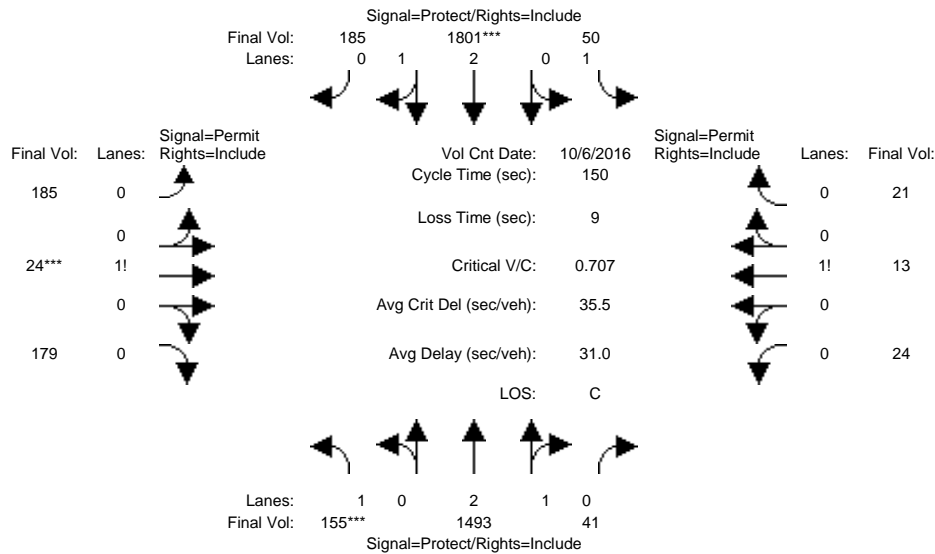 Signal=Protect/Rights=Include
Final Vol: 185 1801*** 50
Lanes: 0 1 2 0 1
Signal=Permit
Final Vol: Lanes: Rights=Include
Vol Cnt Date: 10/6/2016
Signal=Permit
Rights=Include Lanes: Final Vol:
Cycle Time (sec): 150
185 0
0 21
Loss Time (sec): 9
0
0
24*** 1!
Critical V/C: 0.707
1! 13
0
Avg Crit Del (sec/veh): 35.5
0
179 0
Avg Delay (sec/veh): 31.0
0 24
LOS: C
Lanes: 1 0 2 1 0
Final Vol: 155*** 1493 41
Signal=Protect/Rights=Include